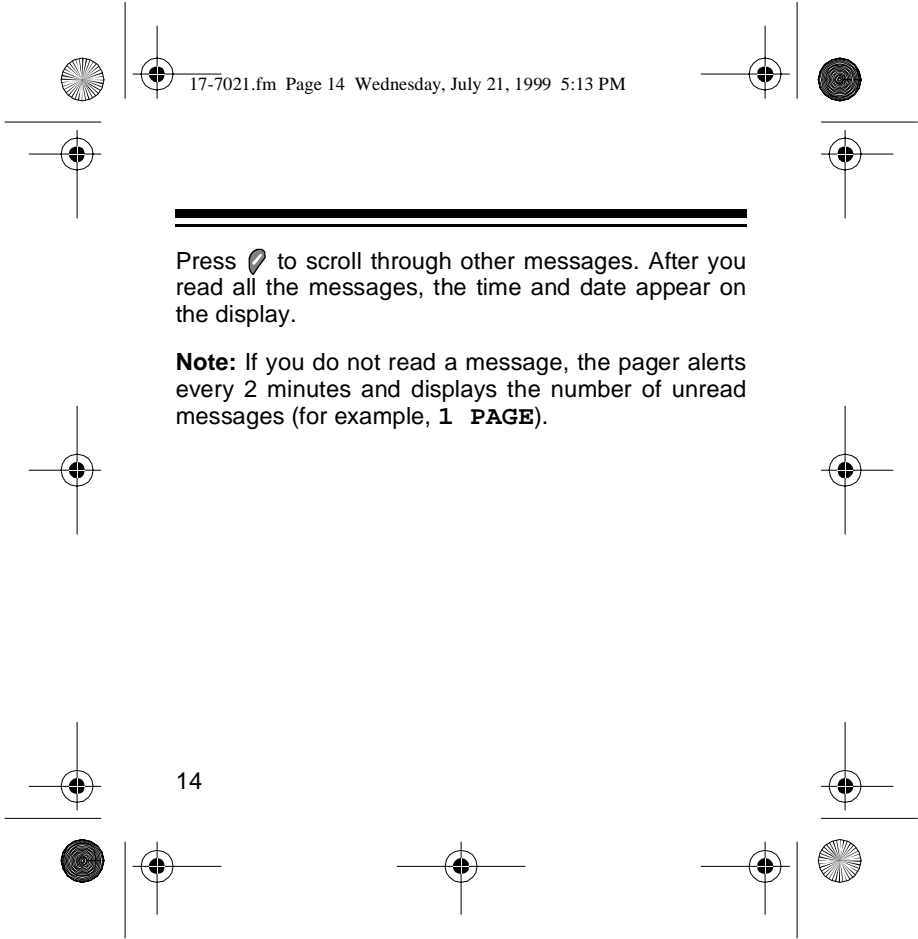 17-7021.fm Page 14 Wednesday, July 21, 1999 5:13 PM
Press to scroll through other messages. After you
read all the messages, the time and date appear on
the display.
Note: If you do not read a message, the pager alerts
every 2 minutes and displays the number of unread
messages (for example, 1 PAGE).
14